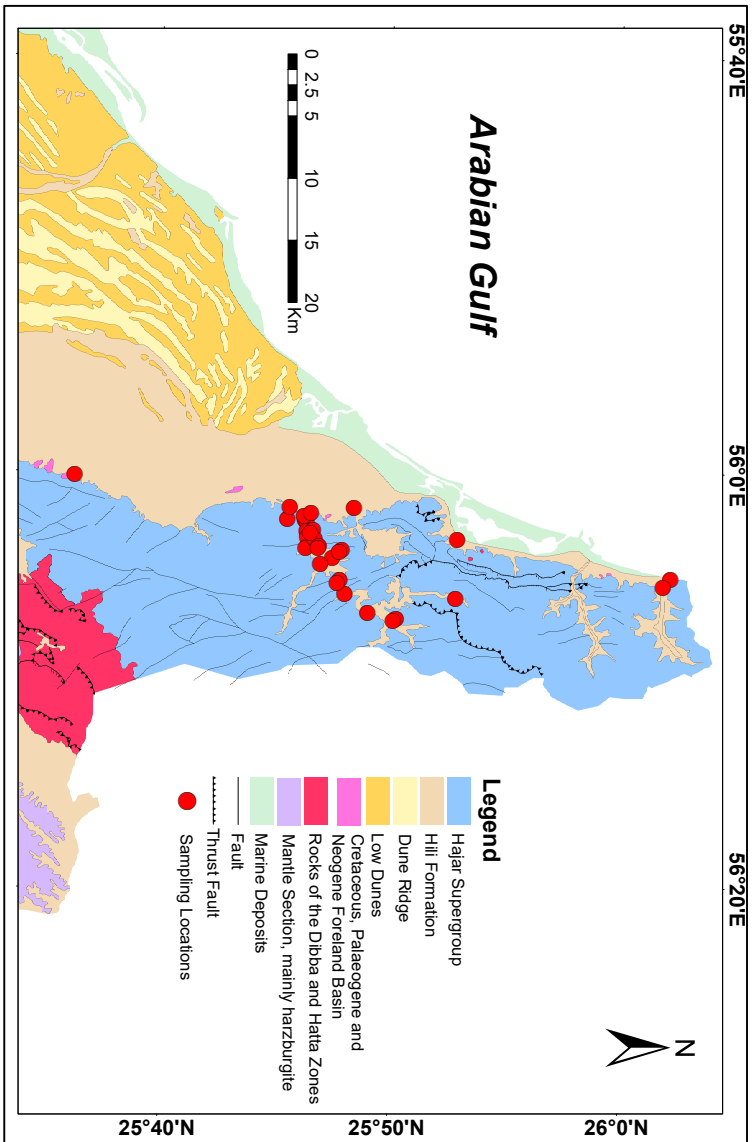 55°40'E
56°0'E
56°20'E
Arabian Gulf
0 2.5 5 10 15 20
Km
N
Legend
Hajar Supergroup
Hili Formation
Dune Ridge
Low Dunes
Cretaceous, Palaeogene and
Neogene Foreland Basin
Rocks of the Dibba and Hatta Zones
Mantle Section, mainly harzburgite
Marine Deposits
Fault
Thrust Fault
Sampling Locations
26°0'N
25°50'N
25°40'N